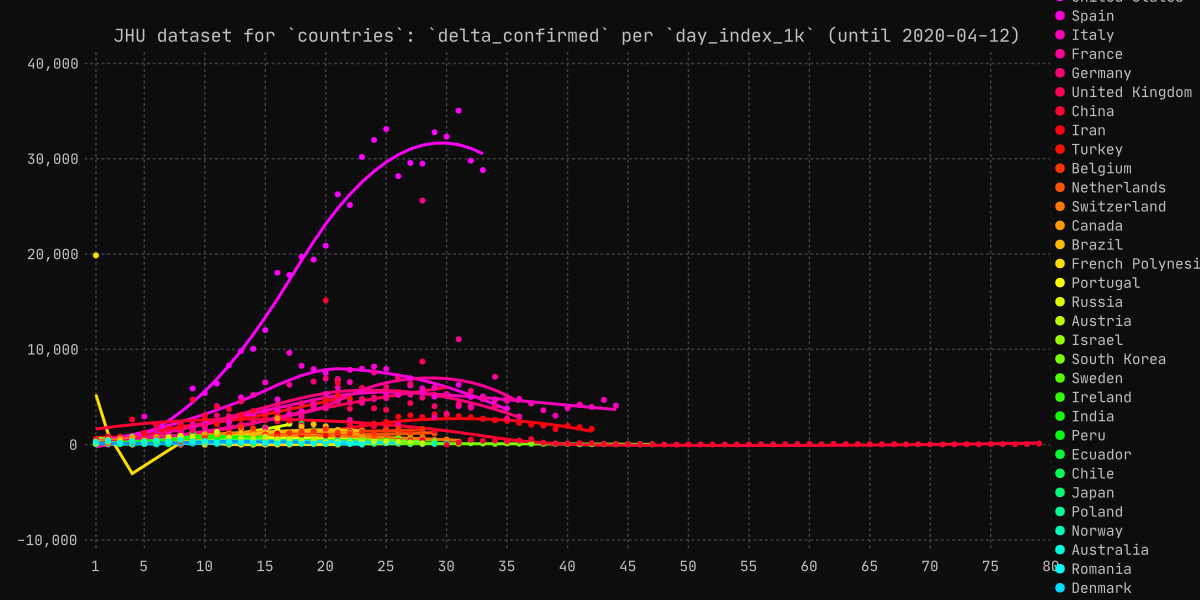 JHU dataset for `countries`: `delta_confirmed` per `day_index_1k` (until 2020-04-12)
40,000
30,000
20,000
10,000
0
-10,000
1 5 10 15 20 25 30 35 40 45 50 55 60 65 70 75 80
Spain
Italy
France
Germany
United Kingdom
China
Iran
Turkey
Belgium
Netherlands
Switzerland
Canada
Brazil
French Polynesi
Portugal
Russia
Austria
Israel
South Korea
Sweden
Ireland
India
Peru
Ecuador
Chile
Japan
Poland
Norway
Australia
Romania
Denmark